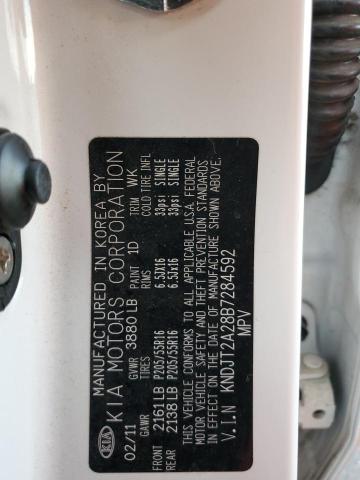 MANUFACTURED IN KOREA BY
KIA MOTORS CORPORATION
KIA
02/11 GVWR 3880 LB PAINT 1D TRIM WK
GAWR TIRES RIMS COLD TIRE INFL
FRONT 2161LB P205/55R16 6.5JX16 33psi SINGLE
REAR 2138LB P205/55R16 6.5JX16 33psi SINGLE
THIS VEHICLE CONFORMS TO ALL APPLICABLE U.S.A. FEDERAL
MOTOR VEHICLE SAFETY AND THEFT PREVENTION STANDARDS
IN EFFECT ON THE DATE OF MANUFACTURE SHOWN ABOVE.
V.I.N KNDJT2A28B7284592
MPV